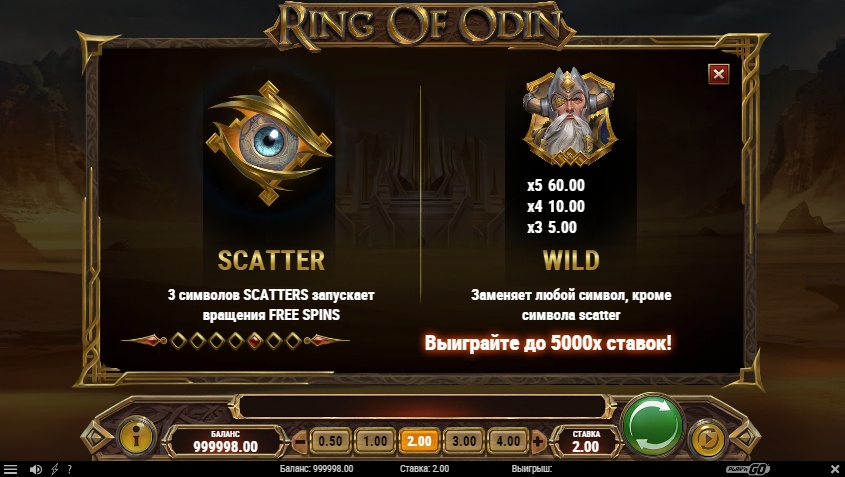 RING OF ODIN
x5 60.00
x4 10.00
x3 5.00
SCATTER
WILD
3 символов SCATTERS запускает
вращения FREE SPINS
Заменяет любой символ, кроме
символа scatter
Выиграйте до 5000x ставок!
БАЛАНС
999998.00
0.50
1.00
2.00
3.00
4.00
СТАВКА
2.00
Баланс: 999998.00
Ставка: 2.00
Выигрыш:
PLAY'N GO